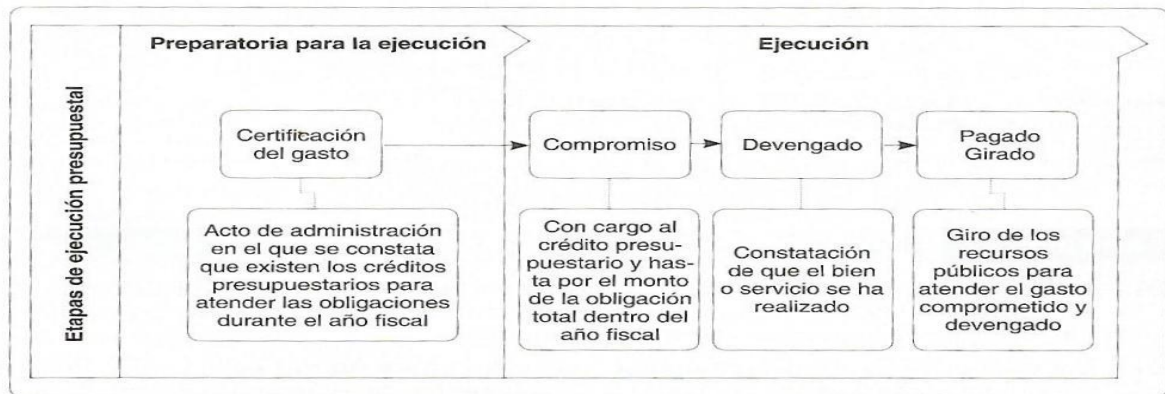 Etapas de ejecución presupuestal
Preparatoria para la ejecución
Ejecución
Certificación
del gasto
Compromiso
Devengado
Pagado
Girado
Acto de administración
en el que se constata
que existen los créditos
presupuestarios para
atender las obligaciones
durante el año fiscal
Con cargo al
crédito presu-
puestario y has-
ta por el monto
de la obligación
total dentro del
año fiscal
Constatación
de que el bien
o servicio se ha
realizado
Giro de los
recursos
públicos para
atender el gasto
comprometido y
devengado